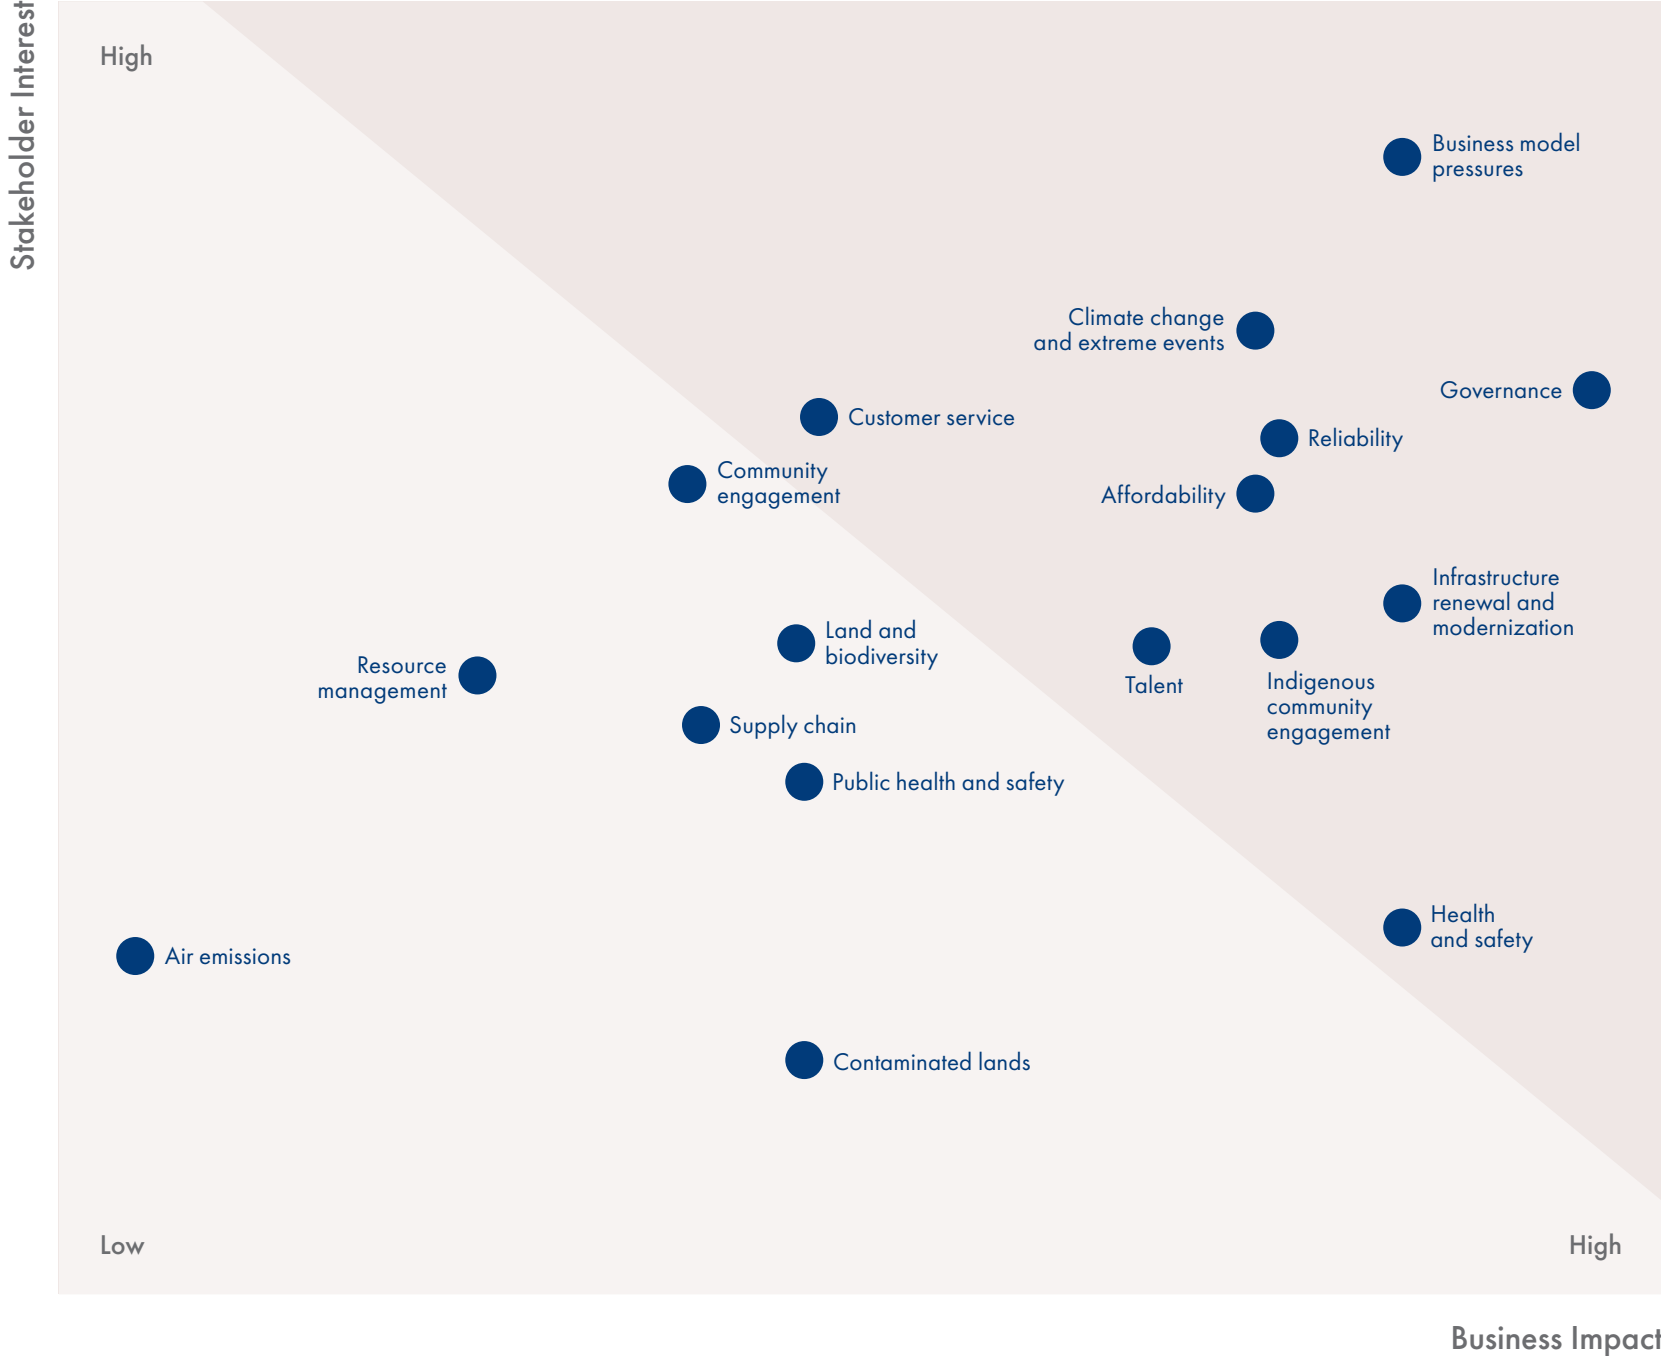 Stakeholder Interest
High
Business model
pressures
Climate change
and extreme events
Governance
Customer service
Reliability
Community
engagement
Affordability
Infrastructure
renewal and
modernization
Land and
biodiversity
Resource
management
Talent
Indigenous
community
engagement
Supply chain
Public health and safety
Health
and safety
Air emissions
Contaminated lands
Low
High
Business Impact